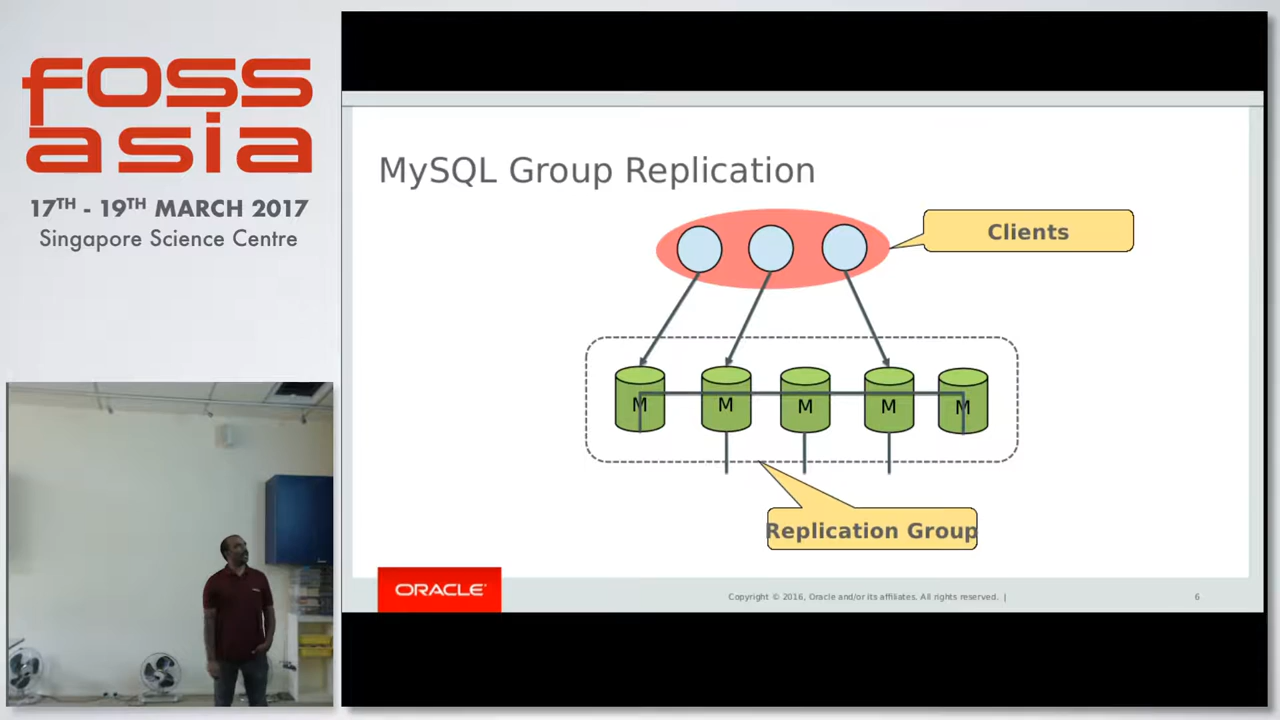 foss
asia
17TH - 19TH MARCH 2017
Singapore Science Centre
MySQL Group Replication
Clients
M M M M M
Replication Group
ORACLE
Copyright © 2016, Oracle and/or its affiliates. All rights reserved. |
6